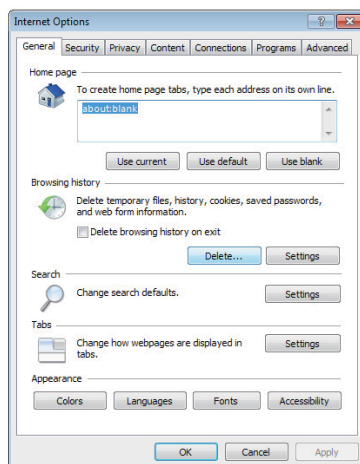 Internet Options
General Security Privacy Content Connections Programs Advanced
Home page
To create home page tabs, type each address on its own line.
about:blank
Use current Use default Use blank
Browsing history
Delete temporary files, history, cookies, saved passwords,
and web form information.
Delete browsing history on exit
Delete... Settings
Search
Change search defaults. Settings
Tabs
Change how webpages are displayed in
tabs. Settings
Appearance
Colors Languages Fonts Accessibility
OK Cancel Apply